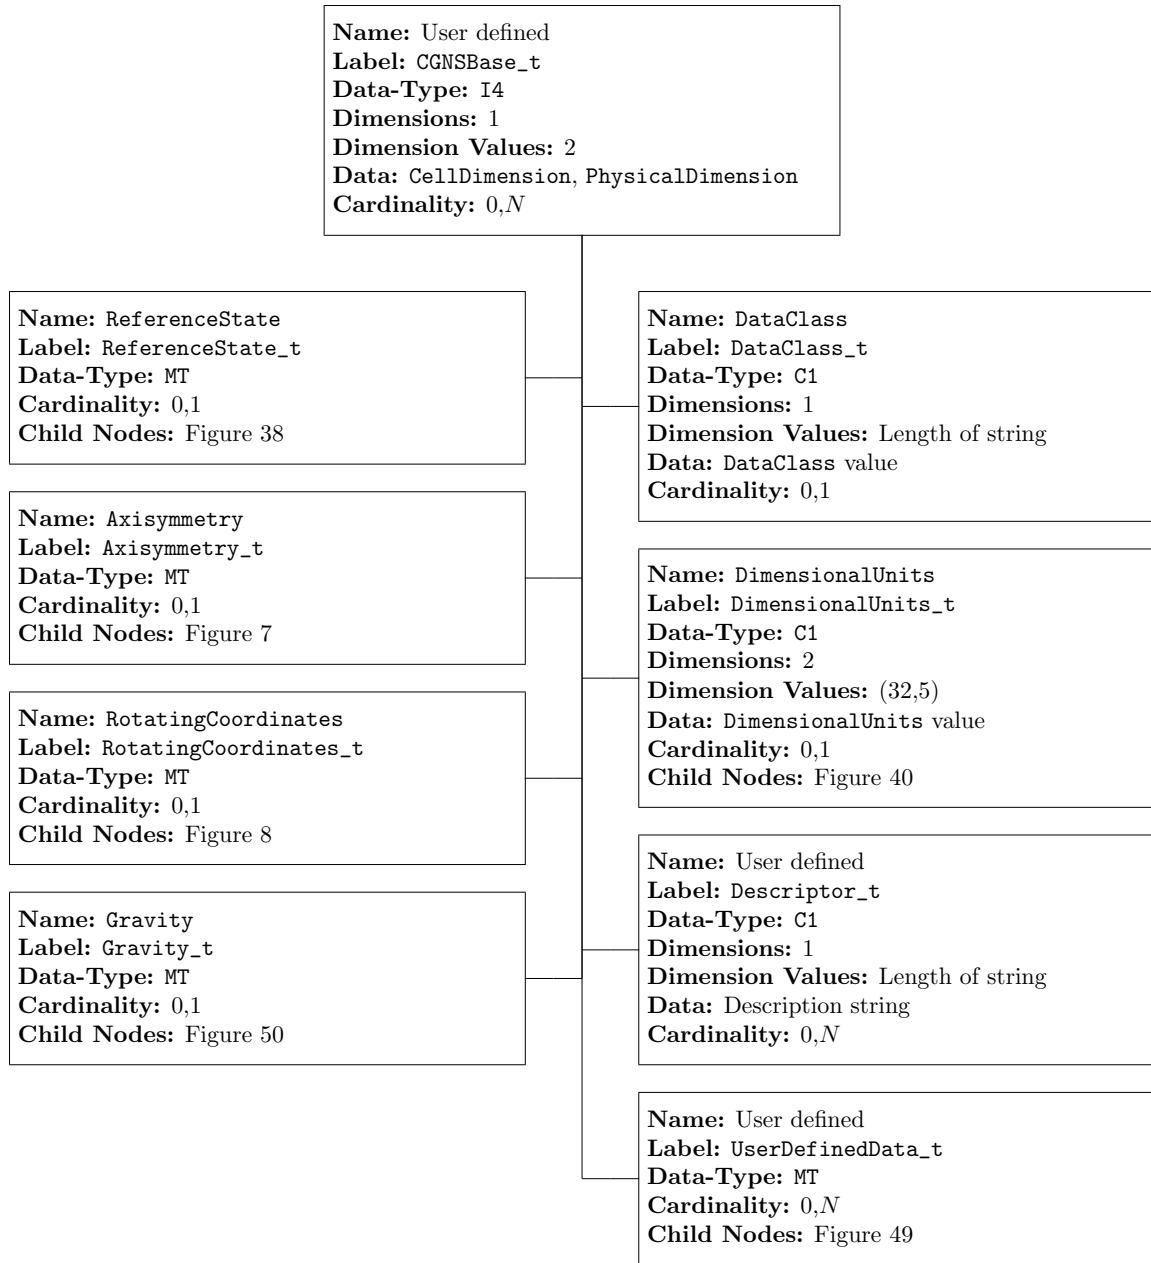 Name: User defined
Label: CGNSBase_t
Data-Type: I4
Dimensions: 1
Dimension Values: 2
Data: CellDimension, PhysicalDimension
Cardinality: 0,N
Name: ReferenceState
Label: ReferenceState_t
Data-Type: MT
Cardinality: 0,1
Child Nodes: Figure 38
Name: Axisymmetry
Label: Axisymmetry_t
Data-Type: MT
Cardinality: 0,1
Child Nodes: Figure 7
Name: RotatingCoordinates
Label: RotatingCoordinates_t
Data-Type: MT
Cardinality: 0,1
Child Nodes: Figure 8
Name: Gravity
Label: Gravity_t
Data-Type: MT
Cardinality: 0,1
Child Nodes: Figure 50
Name: DataClass
Label: DataClass_t
Data-Type: C1
Dimensions: 1
Dimension Values: Length of string
Data: DataClass value
Cardinality: 0,1
Name: DimensionalUnits
Label: DimensionalUnits_t
Data-Type: C1
Dimensions: 2
Dimension Values: (32,5)
Data: DimensionalUnits value
Cardinality: 0,1
Child Nodes: Figure 40
Name: User defined
Label: Descriptor_t
Data-Type: C1
Dimensions: 1
Dimension Values: Length of string
Data: Description string
Cardinality: 0,N
Name: User defined
Label: UserDefinedData_t
Data-Type: MT
Cardinality: 0,N
Child Nodes: Figure 49